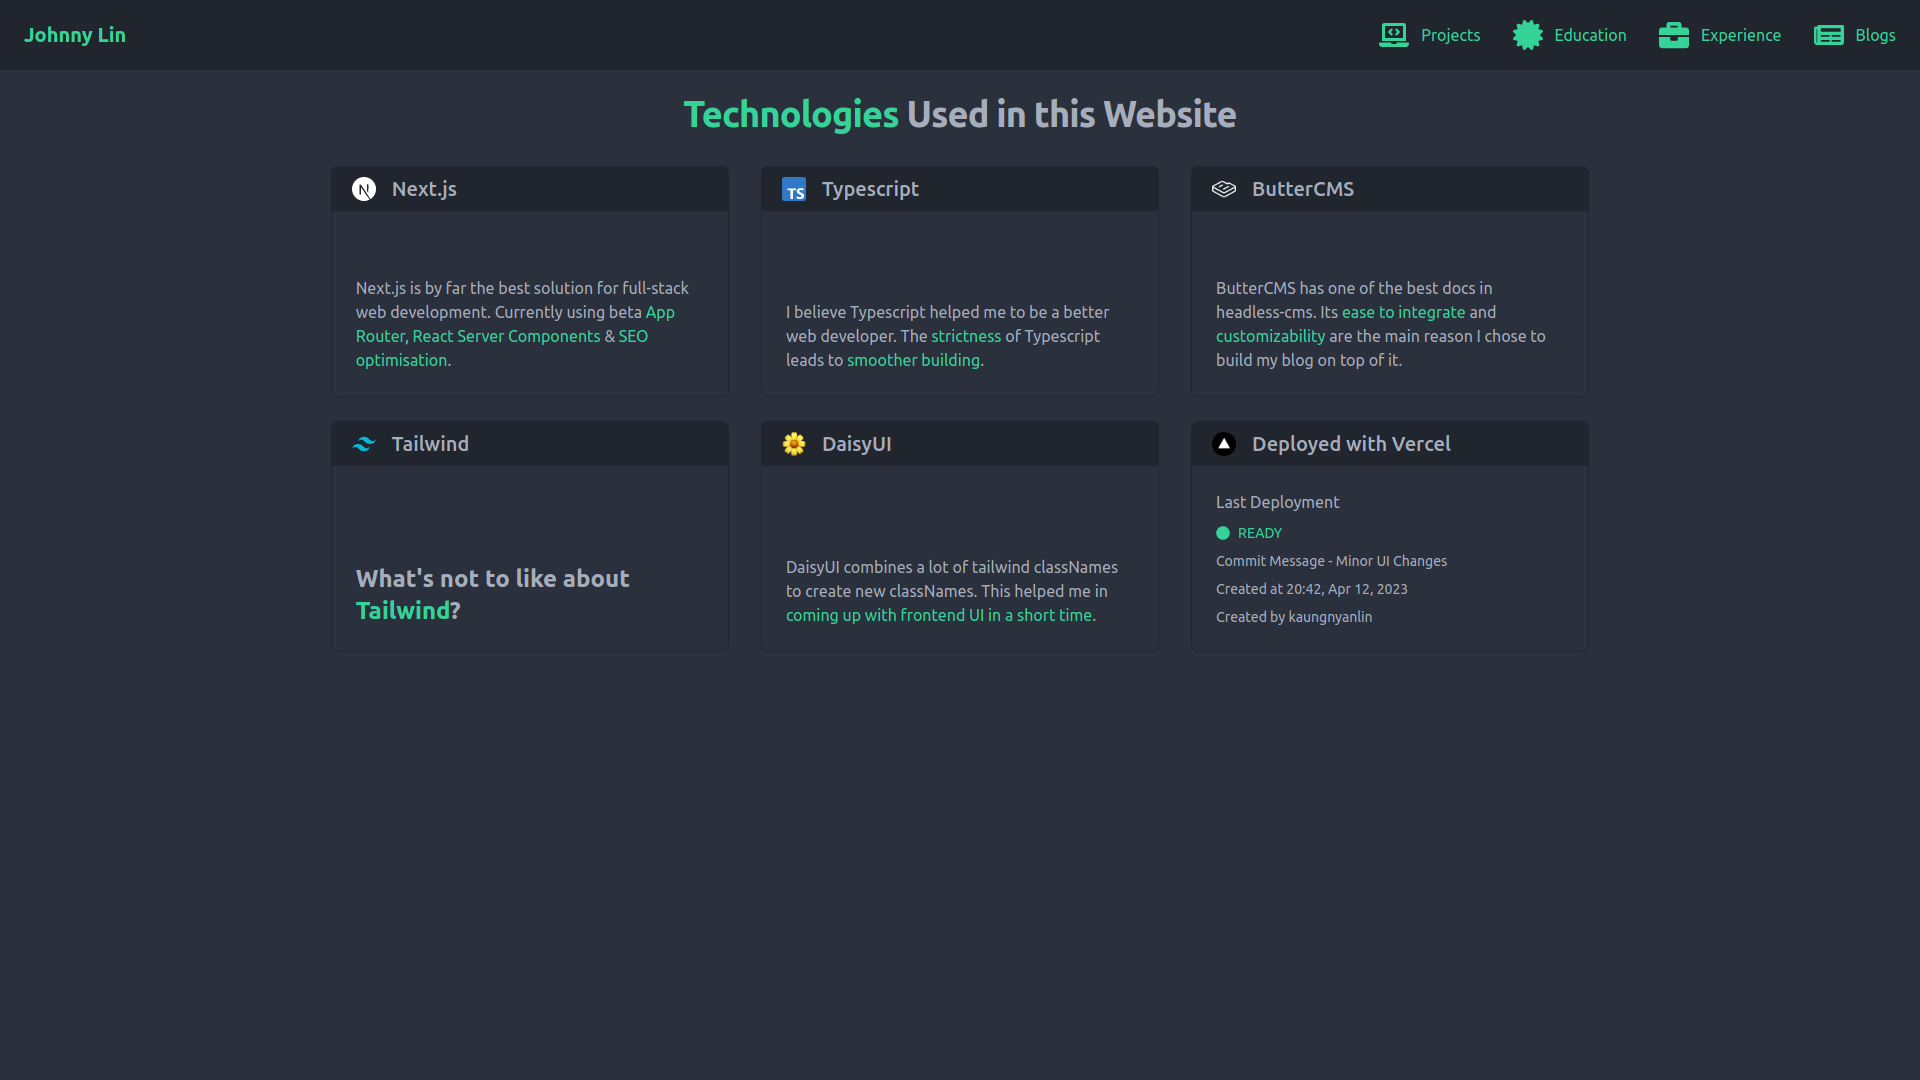 Johnny Lin
Projects
Education
Experience
Blogs
Technologies Used in this Website
Next.js
Next.js is by far the best solution for full-stack
web development. Currently using beta App
Router, React Server Components & SEO
optimisation.
TS
Typescript
I believe Typescript helped me to be a better
web developer. The strictness of Typescript
leads to smoother building.
ButterCMS
ButterCMS has one of the best docs in
headless-cms. Its ease to integrate and
customizability are the main reason I chose to
build my blog on top of it.
Tailwind
What's not to like about
Tailwind?
DaisyUI
DaisyUI combines a lot of tailwind classNames
to create new classNames. This helped me in
coming up with frontend UI in a short time.
Deployed with Vercel
Last Deployment
READY
Commit Message - Minor UI Changes
Created at 20:42, Apr 12, 2023
Created by kaungnyanlin